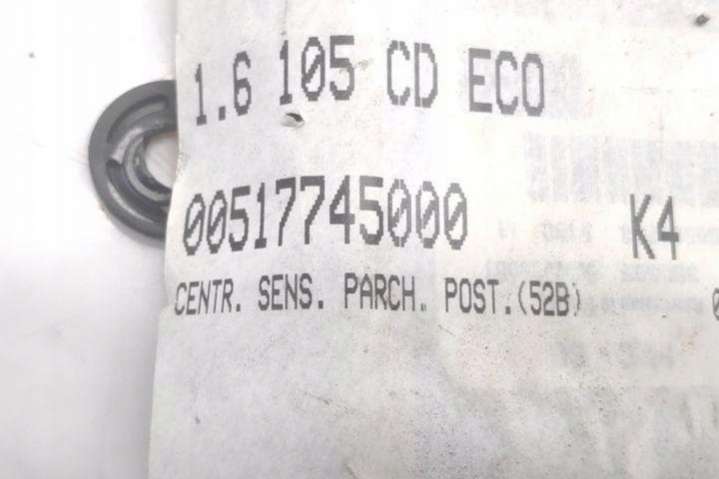 1.6 105 CD ECO
00517745000 K4
CENTR. SENS. PARCH. POST.(52B)